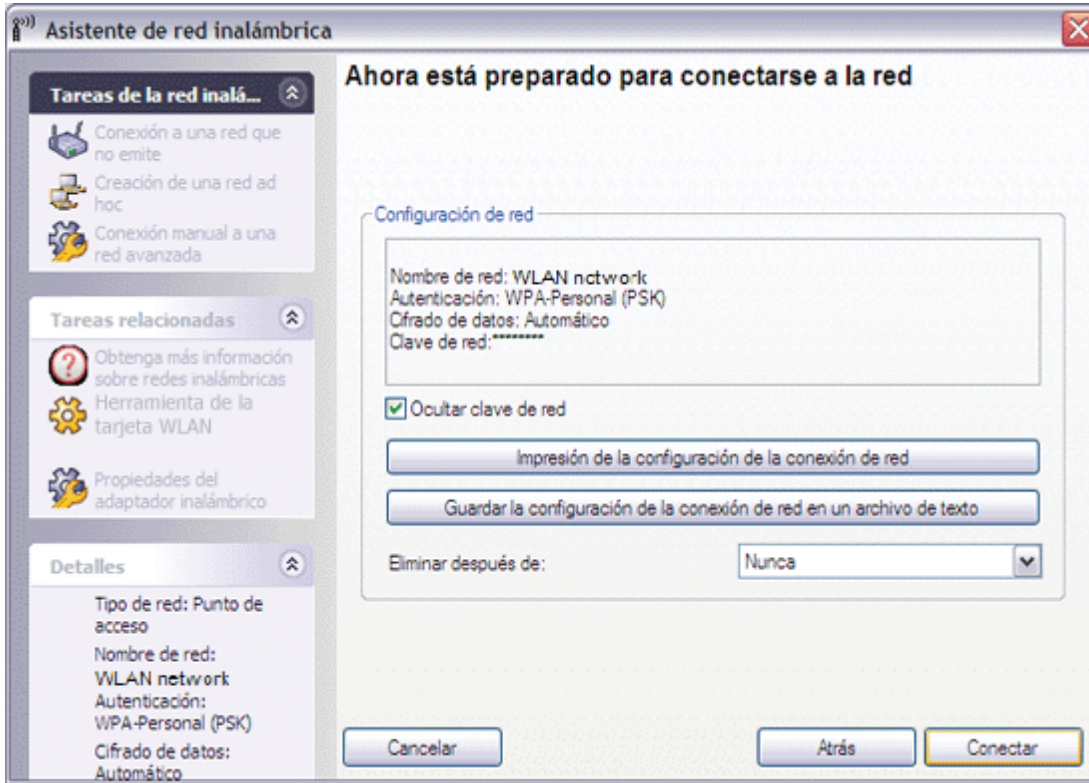 Asistente de red inalámbrica
Tareas de la red inalá...
Conexión a una red que
no emite
Creación de una red ad
hoc
Conexión manual a una
red avanzada
Tareas relacionadas
Obtenga más información
sobre redes inalámbricas
Herramienta de la
tarjeta WLAN
Propiedades del
adaptador inalámbrico
Detalles
Tipo de red: Punto de
acceso
Nombre de red:
WLAN network
Autenticación:
WPA-Personal (PSK)
Cifrado de datos:
Automático
Ahora está preparado para conectarse a la red
Configuración de red
Nombre de red: WLAN nctwork
Autenticación: WPA-Personal (PSK)
Cifrado de datos: Automático
Clave de red:********
Ocultar clave de red
Impresión de la configuración de la conexión de red
Guardar la configuración de la conexión de red en un archivo de texto
Eliminar después de:
Nunca
Cancelar
Atrás
Conectar